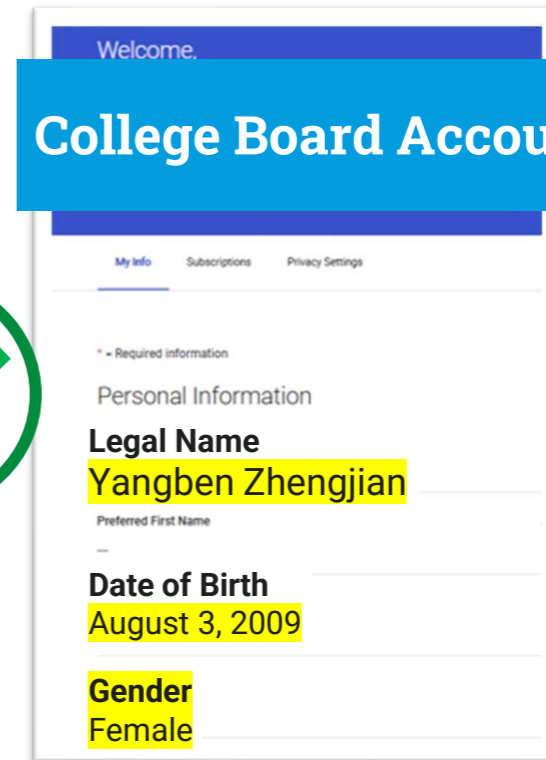 Welcome.
College Board Accou
My Info Subscriptions Privacy Settings
* = Required information
Personal Information
Legal Name
Yangben Zhengjian
Preferred First Name
—
Date of Birth
August 3, 2009
Gender
Female